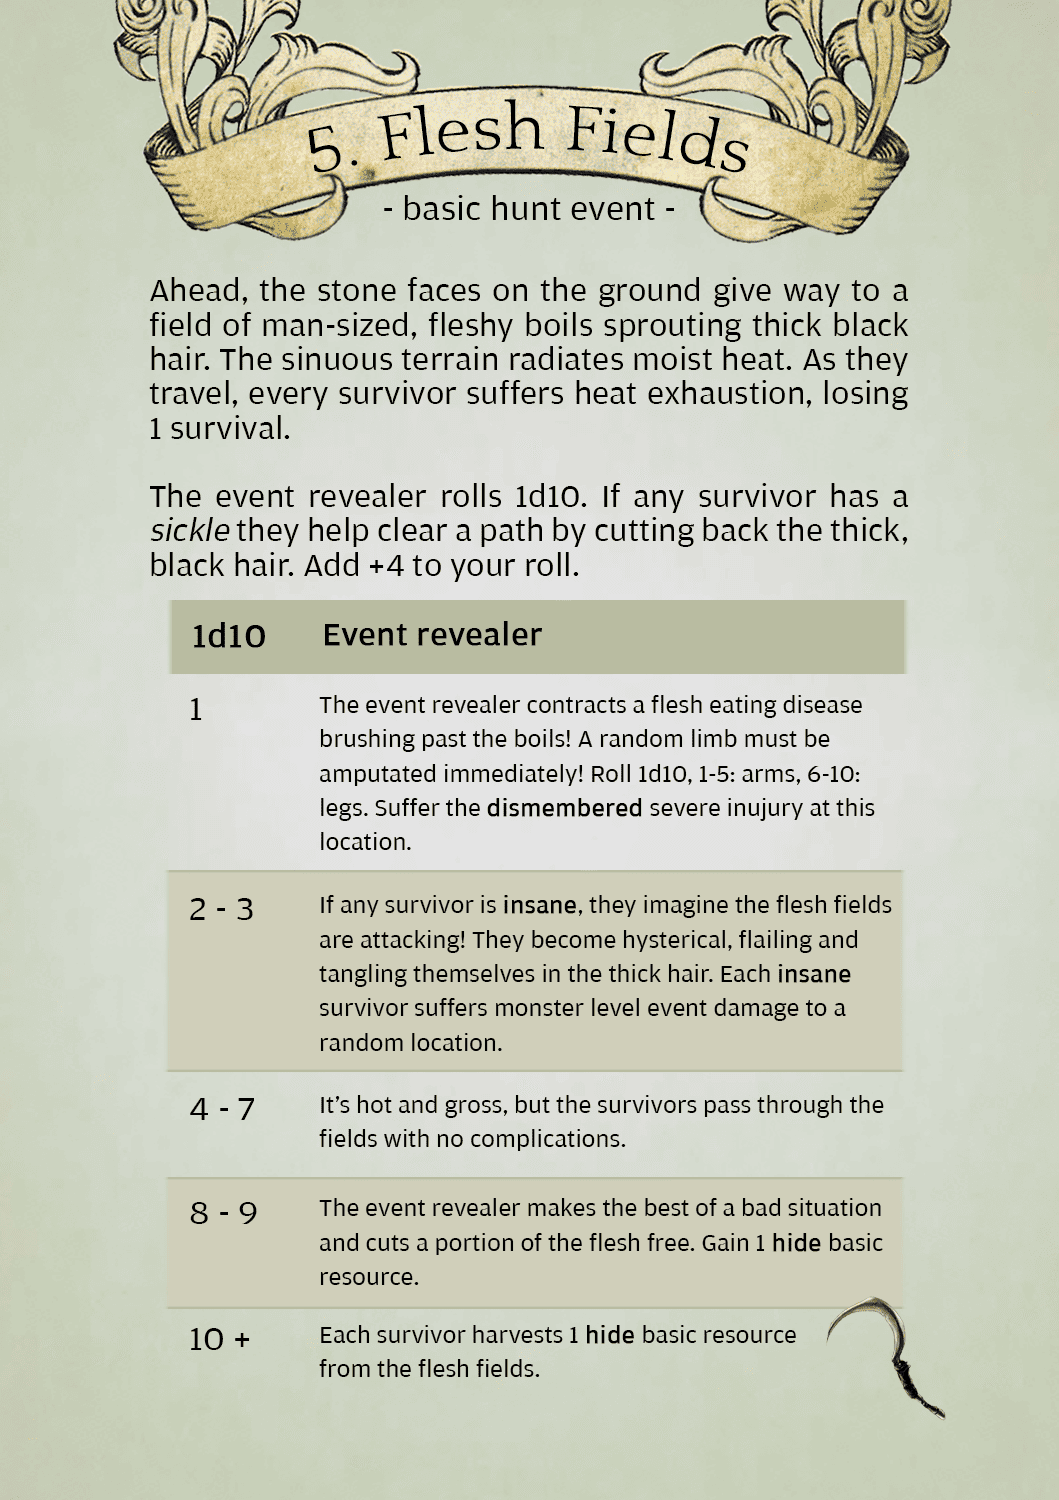 5. Flesh Fields
- basic hunt event -
Ahead, the stone faces on the ground give way to a
field of man-sized, fleshy boils sprouting thick black
hair. The sinuous terrain radiates moist heat. As they
travel, every survivor suffers heat exhaustion, losing
1 survival.
The event revealer rolls 1d10. If any survivor has a
sickle they help clear a path by cutting back the thick,
black hair. Add +4 to your roll.
1d10 Event revealer
1 The event revealer contracts a flesh eating disease
brushing past the boils! A random limb must be
amputated immediately! Roll 1d10, 1-5: arms, 6-10:
legs. Suffer the dismembered severe inujury at this
location.
2 - 3 If any survivor is insane, they imagine the flesh fields
are attacking! They become hysterical, flailing and
tangling themselves in the thick hair. Each insane
survivor suffers monster level event damage to a
random location.
4 - 7 It’s hot and gross, but the survivors pass through the
fields with no complications.
8 - 9 The event revealer makes the best of a bad situation
and cuts a portion of the flesh free. Gain 1 hide basic
resource.
10 + Each survivor harvests 1 hide basic resource
from the flesh fields.